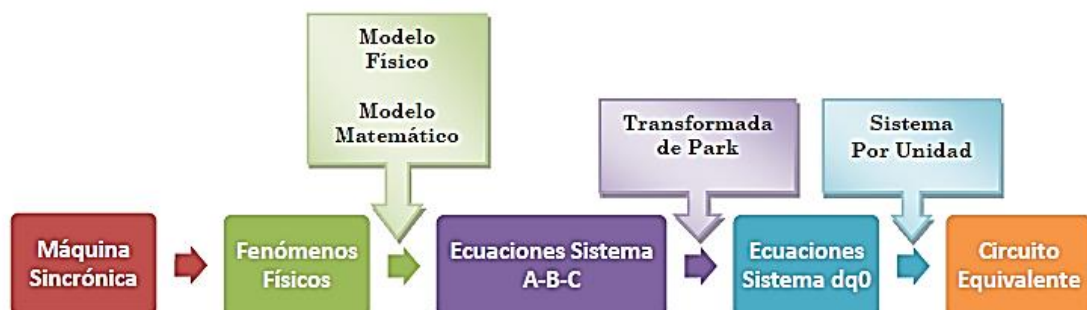 Modelo
Físico
Modelo
Matemático
Transformada
de Park
Sistema
Por Unidad
Máquina
Sincrónica
Fenómenos
Físicos
Ecuaciones Sistema
A-B-C
Ecuaciones
Sistema dq0
Circuito
Equivalente